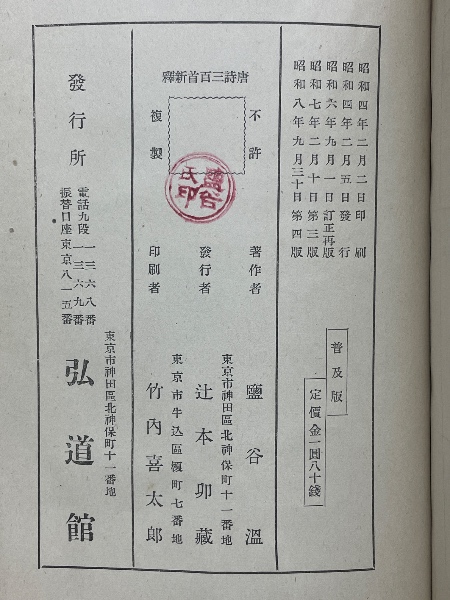 昭和四年二月二日印刷
昭和四年二月五日發行
昭和六年九月一日訂正再版
昭和七年二月十日第三版
昭和八年九月三十日第四版
普及版
定價金一圓八十錢
唐詩三百首新釋
不許
複製
鹽谷
氏印
著作者 鹽谷溫
東京市神田區北神保町十一番地
發行者 辻本卯藏
東京市牛込區榎町七番地
印刷者 竹內喜太郎
發行所
東京市神田區北神保町十一番地
弘道館
電話九段一三六八番
一三六九番
振替口座東京八一五番